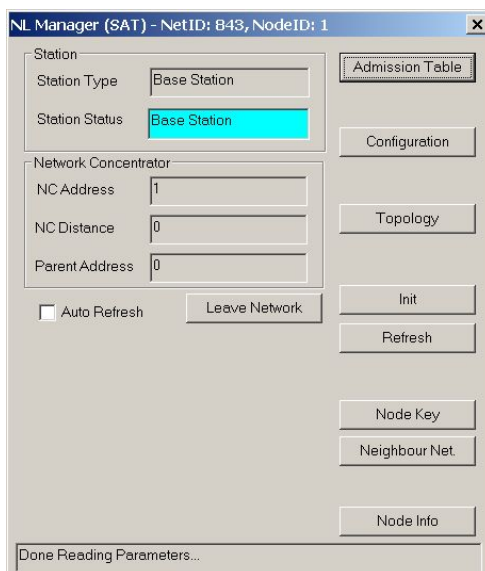 NL Manager (SAT) - NetID: 843, NodeID: 1
Station
Station Type Base Station
Station Status Base Station
Network Concentrator
NC Address 1
NC Distance 0
Parent Address 0
Auto Refresh
Leave Network
Admission Table
Configuration
Topology
Init
Refresh
Node Key
Neighbour Net.
Node Info
Done Reading Parameters...